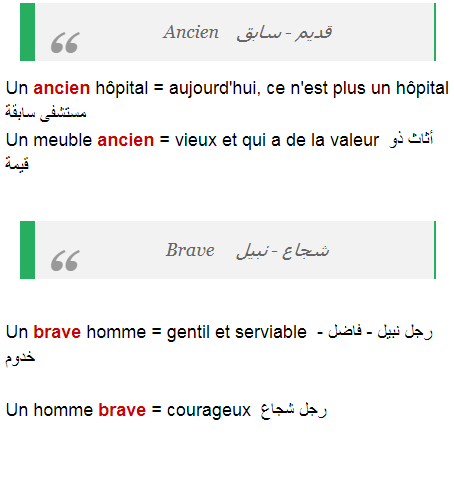 Ancien قديم - سابق
Un ancien hôpital = aujourd'hui, ce n'est plus un hôpital
مستشفى سابقة
Un meuble ancien = vieux et qui a de la valeur أثاث ذو
قيمة
Brave شجاع - نبيل
Un brave homme = gentil et serviable رجل نبيل - فاضل -
خدوم
Un homme brave = courageux رجل شجاع